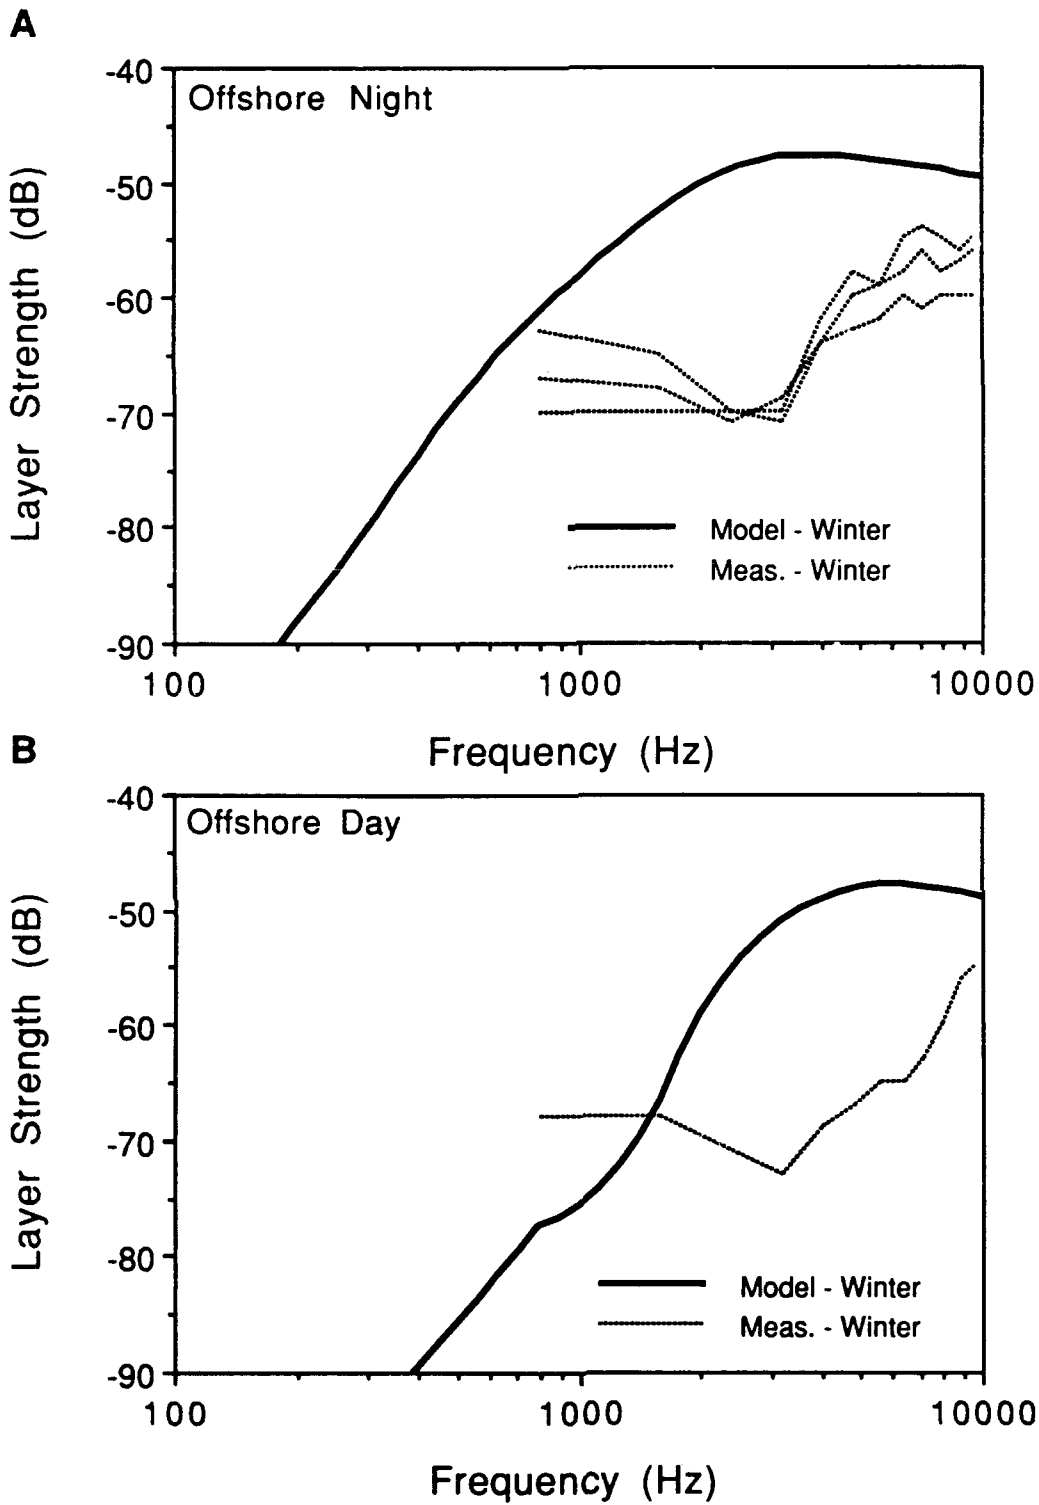 A
-40
Offshore Night
-50
-60
-70
-80
-90
Layer Strength (dB)
Model - Winter
Meas. - Winter
100 1000 10000
Frequency (Hz)
B
-40
Offshore Day
-50
-60
-70
-80
-90
Layer Strength (dB)
Model - Winter
Meas. - Winter
100 1000 10000
Frequency (Hz)